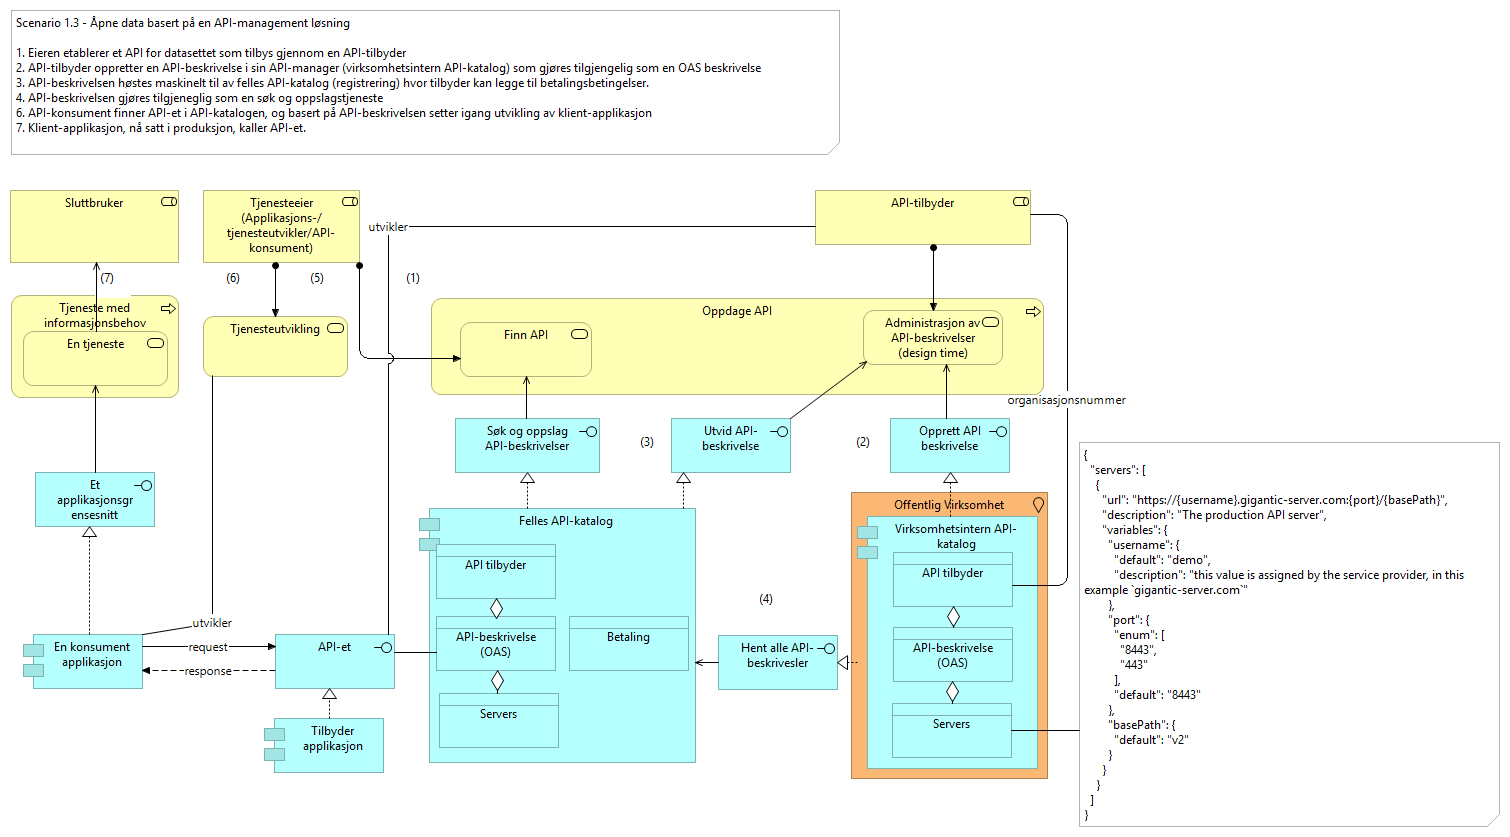 Scenario 1.3 - Åpne data basert på en API-management løsning
1. Eieren etablerer et API for datasettet som tilbys gjennom en API-tilbyder
2. API-tilbyder oppretter en API-beskrivelse i sin API-manager (virksomhetsintern API-katalog) som gjøres tilgjengelig som en OAS beskrivelse
3. API-beskrivelsen høstes maskinelt til av felles API-katalog (registrering) hvor tilbyder kan legge til betalingsbetingelser.
4. API-beskrivelsen gjøres tilgjeneglig som en søk og oppslagstjeneste
6. API-konsument finner API-et i API-katalogen, og basert på API-beskrivelsen setter igang utvikling av klient-applikasjon
7. Klient-applikasjon, nå satt i produksjon, kaller API-et.
Sluttbruker
Tjenesteeier
(Applikasjons-/
tjenesteutvikler/API-
konsument)
API-tilbyder
utvikler
(7)
(6)
(5)
(1)
Tjeneste med
informasjonsbehov
En tjeneste
Tjenesteutvikling
Oppdage API
Finn API
Administrasjon av
API-beskrivelser
(design time)
organisasjonsnummer
Søk og oppslag
API-beskrivelser
(3)
Utvid API-
beskrivelse
(2)
Opprett API
beskrivelse
Et
applikasjonsgr
ensesnitt
Felles API-katalog
API tilbyder
API-beskrivelse
(OAS)
Servers
Betaling
(4)
Hent alle API-
beskrivesler
Offentlig Virksomhet
Virksomhetsintern API-
katalog
API tilbyder
API-beskrivelse
(OAS)
Servers
utvikler
En konsument
applikasjon
request
response
API-et
Tilbyder
applikasjon
{
"servers": [
{
"url": "https://{username}.gigantic-server.com:{port}/{basePath}",
"description": "The production API server",
"variables": {
"username": {
"default": "demo",
"description": "this value is assigned by the service provider, in this
example `gigantic-server.com`"
},
"port": {
"enum": [
"8443",
"443"
],
"default": "8443"
},
"basePath": {
"default": "v2"
}
}
}
]
}